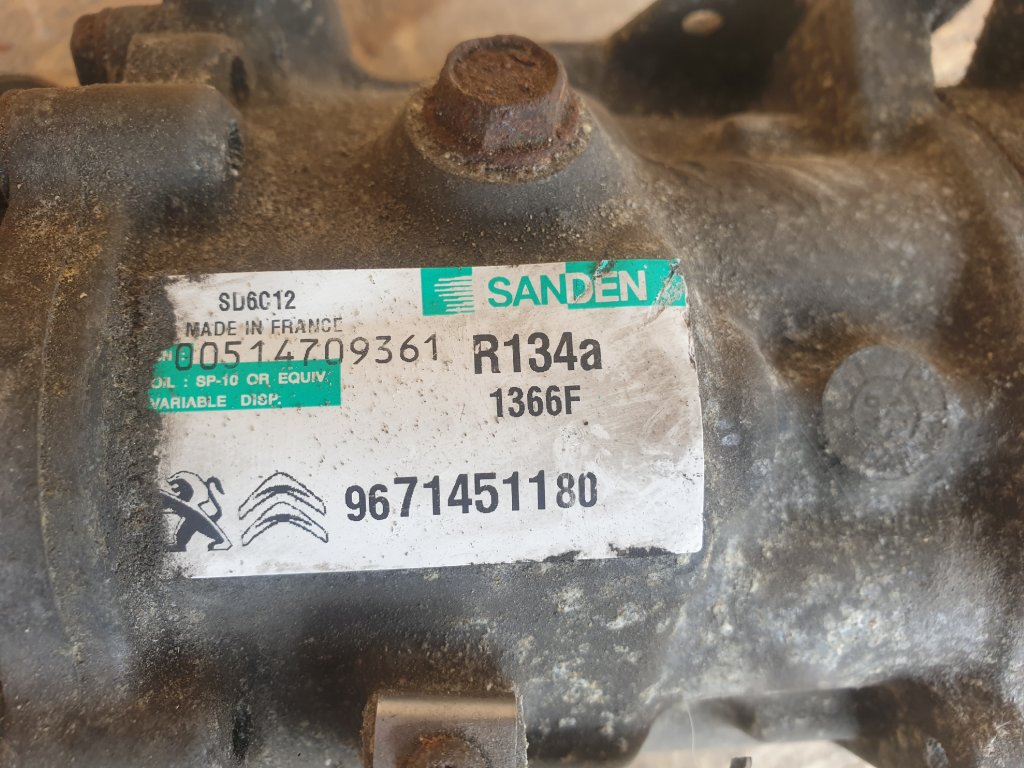 SD6C12
SANDEN
MADE IN FRANCE
00514709361
R134a
OIL : SP-10 OR EQUIV.
1366F
VARIABLE DISP.
9671451180